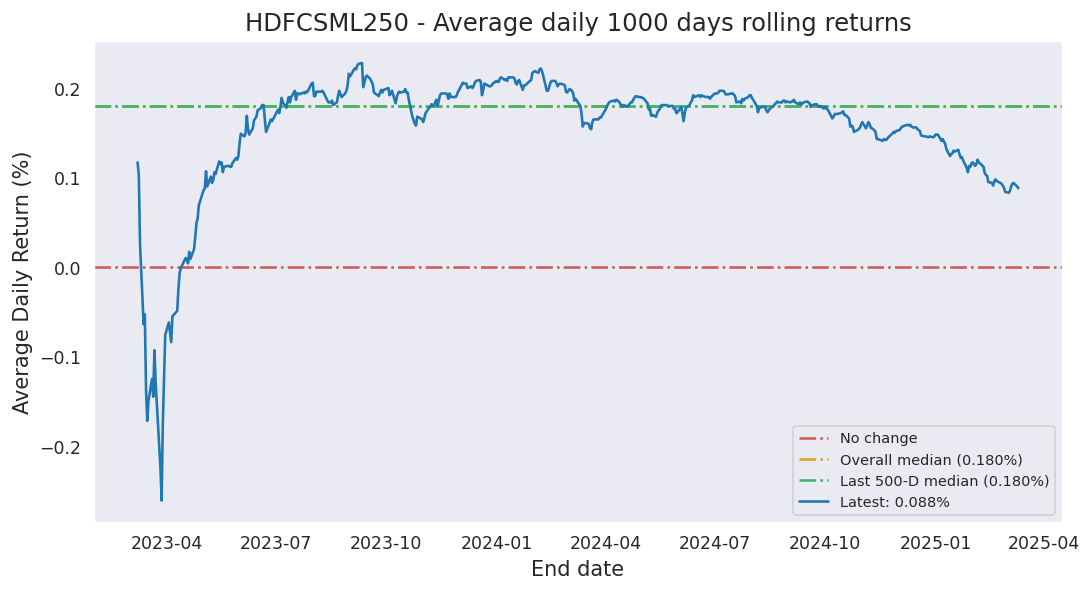 HDFCSML250 - Average daily 1000 days rolling returns
Average Daily Return (%)
0.2
0.1
0.0
−0.1
−0.2
No change
Overall median (0.180%)
Last 500-D median (0.180%)
Latest: 0.088%
2023-04 2023-07 2023-10 2024-01 2024-04 2024-07 2024-10 2025-01 2025-04
End date